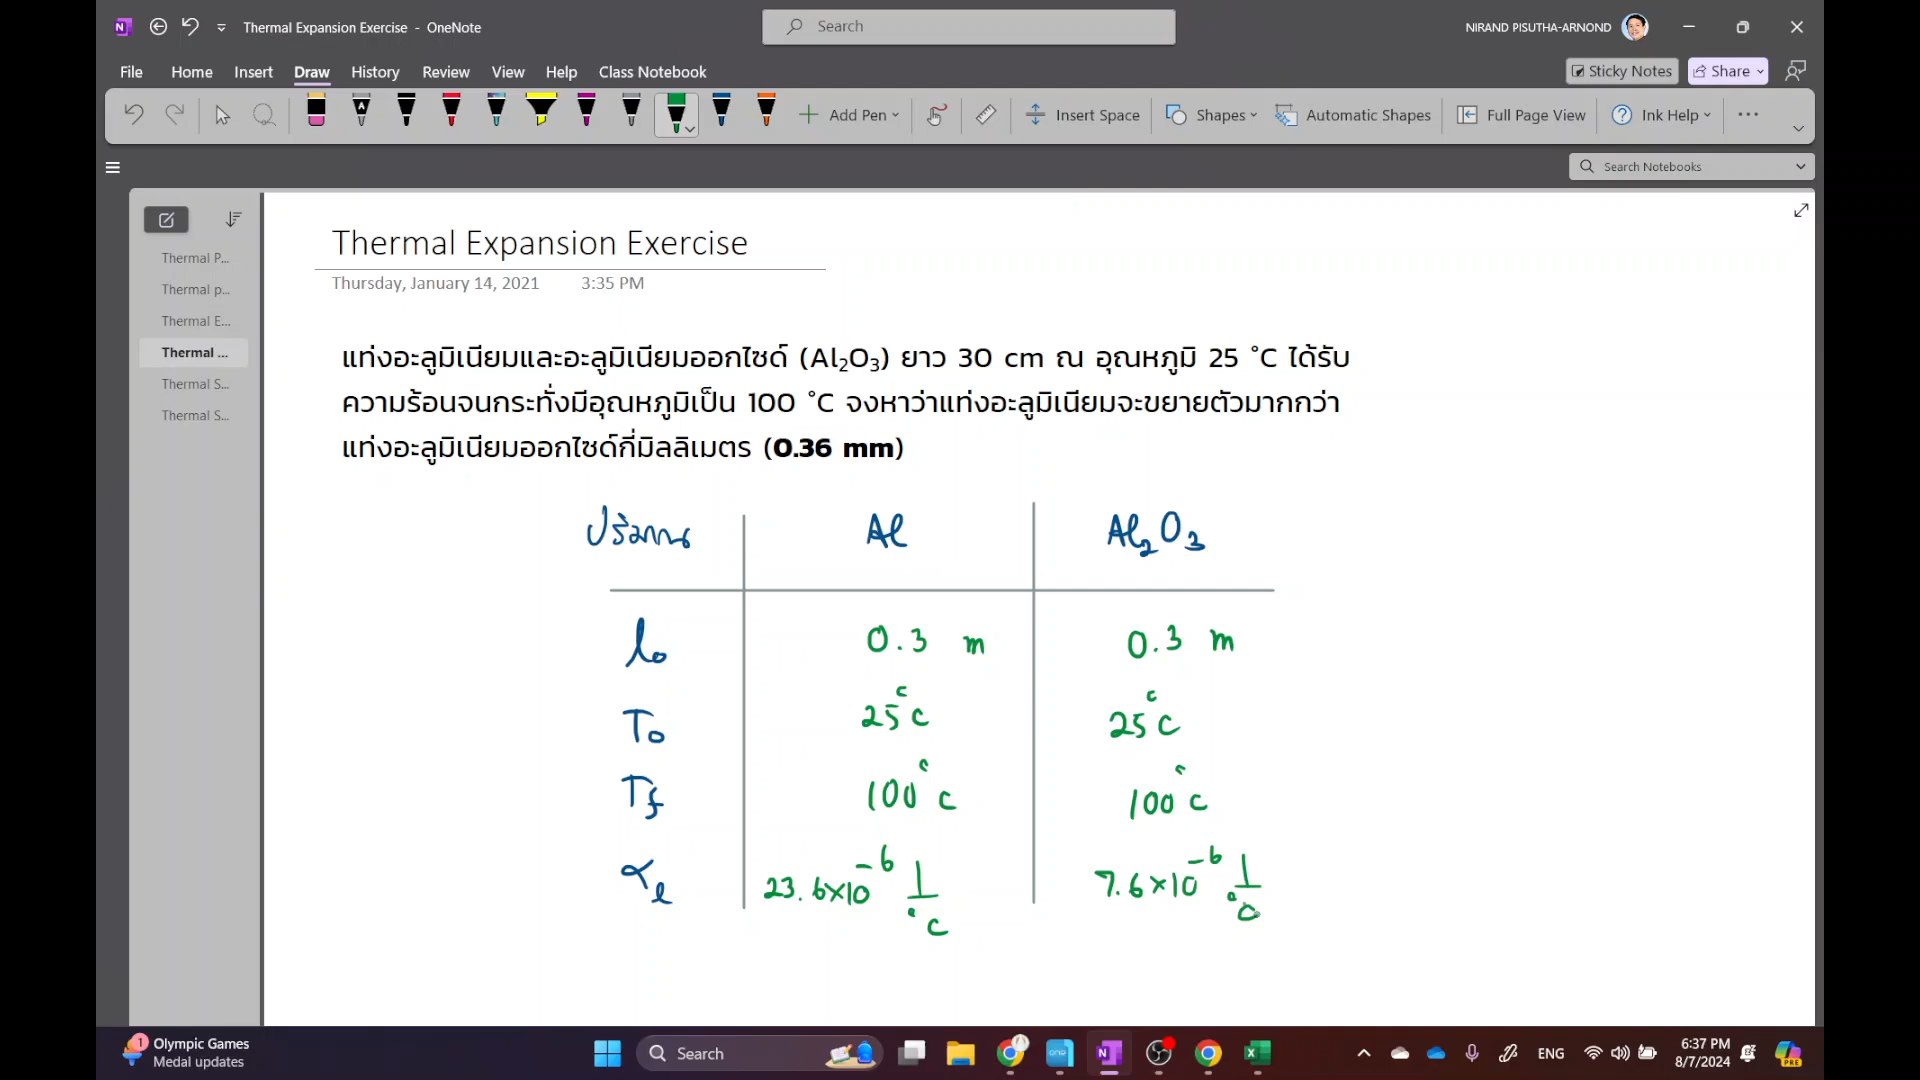 Thermal Expansion Exercise - OneNote
Search
NIRAND PISUTHA-ARNOND
File Home Insert Draw History Review View Help Class Notebook
Sticky Notes Share
Add Pen Insert Space Shapes Automatic Shapes Full Page View Ink Help
Search Notebooks
Thermal P...
Thermal p...
Thermal E...
Thermal ...
Thermal S...
Thermal S...
Thermal Expansion Exercise
Thursday, January 14, 2021 3:35 PM
แท่งอะลูมิเนียมและอะลูมิเนียมออกไซด์ (Al₂O₃) ยาว 30 cm ณ อุณหภูมิ 25 °C ได้รับ
ความร้อนจนกระทั่งมีอุณหภูมิเป็น 100 °C จงหาว่าแท่งอะลูมิเนียมจะขยายตัวมากกว่า
แท่งอะลูมิเนียมออกไซด์กี่มิลลิเมตร (0.36 mm)
ปริมาณ Al Al₂O₃
l₀ 0.3 m 0.3 m
T₀ 25°C 25°C
T_f 100°C 100°C
α_l 23.6×10⁻⁶ 1/°C 7.6×10⁻⁶ 1/°C
1
Olympic Games
Medal updates
Search
ENG
6:37 PM
8/7/2024